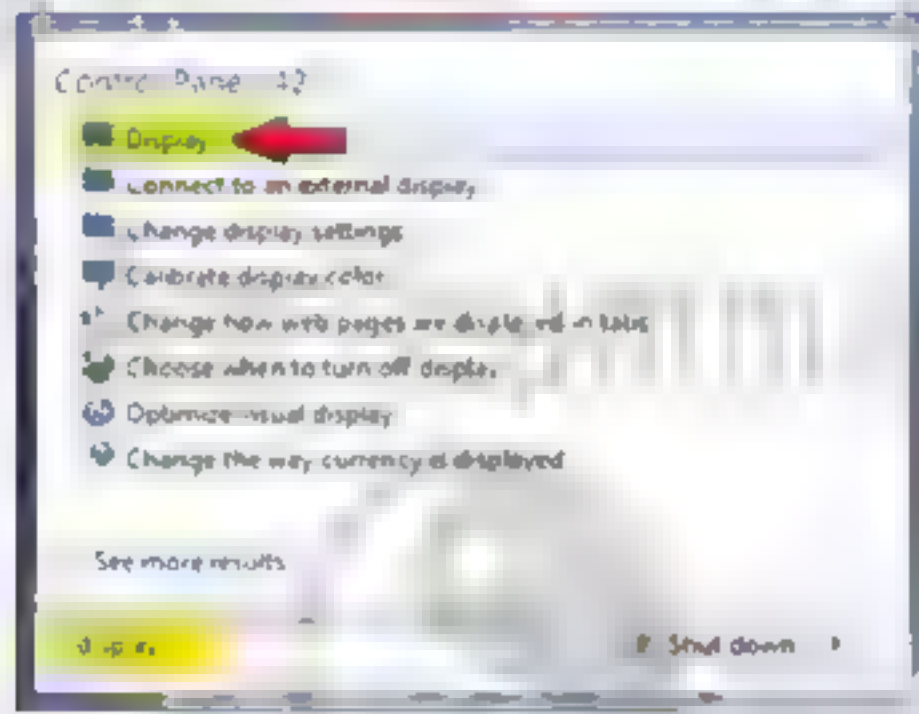 Control Panel (12)
Display
Connect to an external display
Change display settings
Calibrate display color
Change how web pages are displayed in tabs
Choose when to turn off display
Optimize visual display
Change the way currency is displayed
See more results
display
Shut down